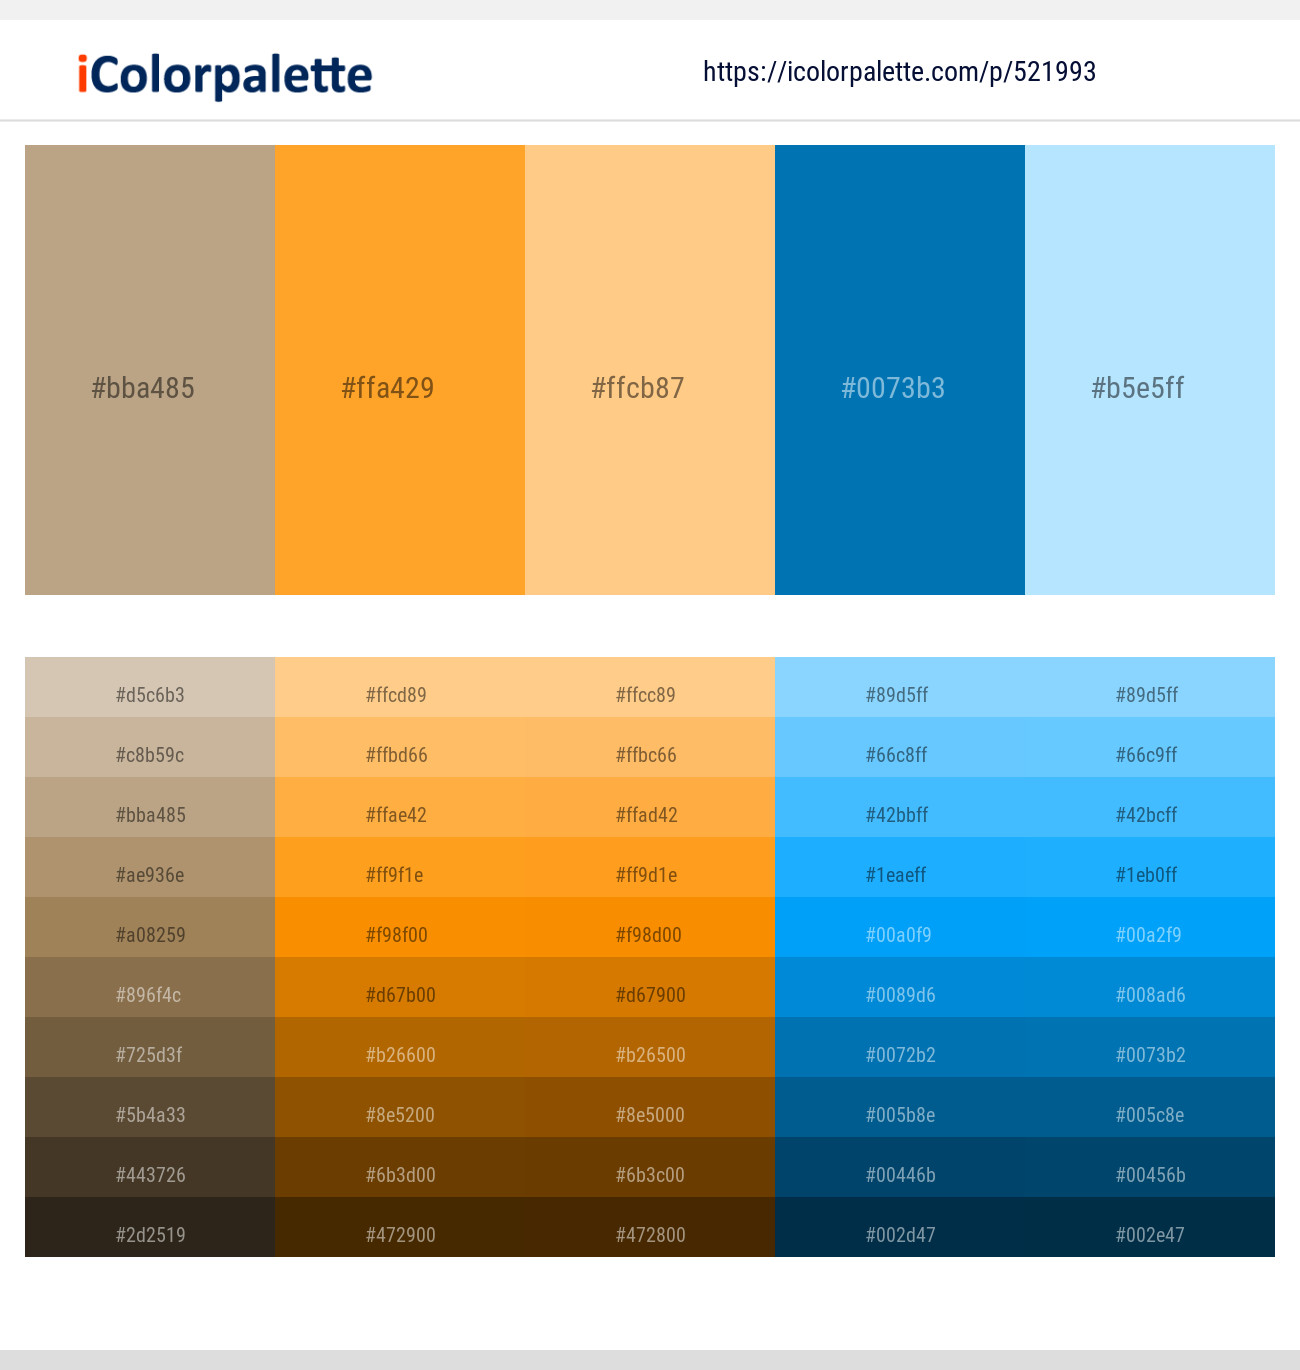 iColorpalette
https://icolorpalette.com/p/521993
#bba485 #ffa429 #ffcb87 #0073b3 #b5e5ff
#d5c6b3 #ffcd89 #ffcc89 #89d5ff #89d5ff
#c8b59c #ffbd66 #ffbc66 #66c8ff #66c9ff
#bba485 #ffae42 #ffad42 #42bbff #42bcff
#ae936e #ff9f1e #ff9d1e #1eaeff #1eb0ff
#a08259 #f98f00 #f98d00 #00a0f9 #00a2f9
#896f4c #d67b00 #d67900 #0089d6 #008ad6
#725d3f #b26600 #b26500 #0072b2 #0073b2
#5b4a33 #8e5200 #8e5000 #005b8e #005c8e
#443726 #6b3d00 #6b3c00 #00446b #00456b
#2d2519 #472900 #472800 #002d47 #002e47